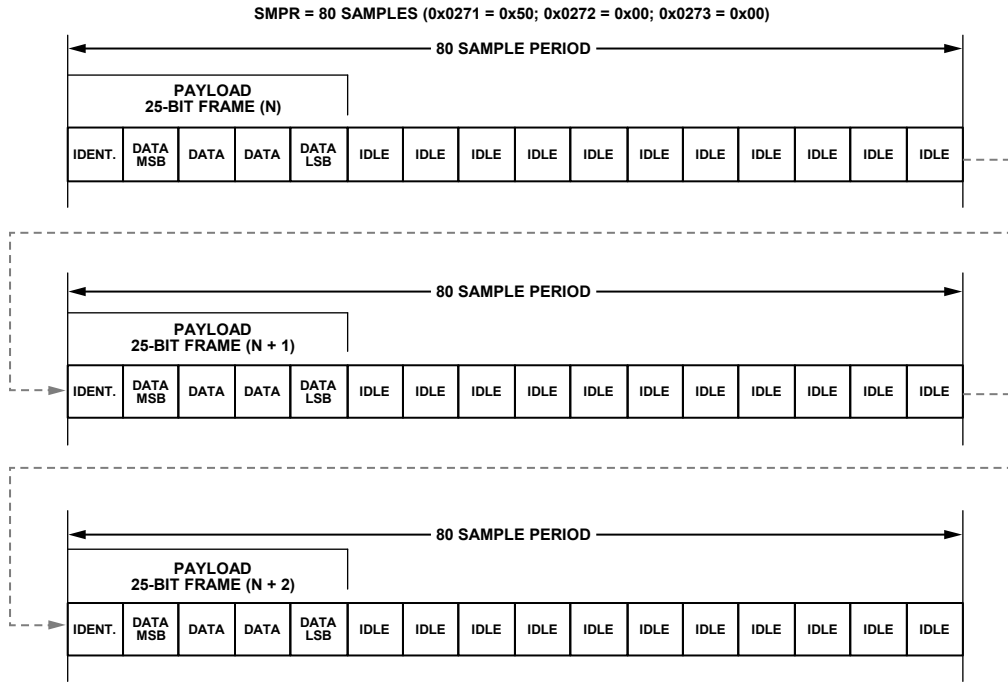 SMPR = 80 SAMPLES (0x0271 = 0x50; 0x0272 = 0x00; 0x0273 = 0x00)
80 SAMPLE PERIOD
PAYLOAD
25-BIT FRAME (N)
IDENT. DATA MSB DATA DATA DATA LSB IDLE IDLE IDLE IDLE IDLE IDLE IDLE IDLE IDLE IDLE IDLE
80 SAMPLE PERIOD
PAYLOAD
25-BIT FRAME (N + 1)
IDENT. DATA MSB DATA DATA DATA LSB IDLE IDLE IDLE IDLE IDLE IDLE IDLE IDLE IDLE IDLE IDLE
80 SAMPLE PERIOD
PAYLOAD
25-BIT FRAME (N + 2)
IDENT. DATA MSB DATA DATA DATA LSB IDLE IDLE IDLE IDLE IDLE IDLE IDLE IDLE IDLE IDLE IDLE